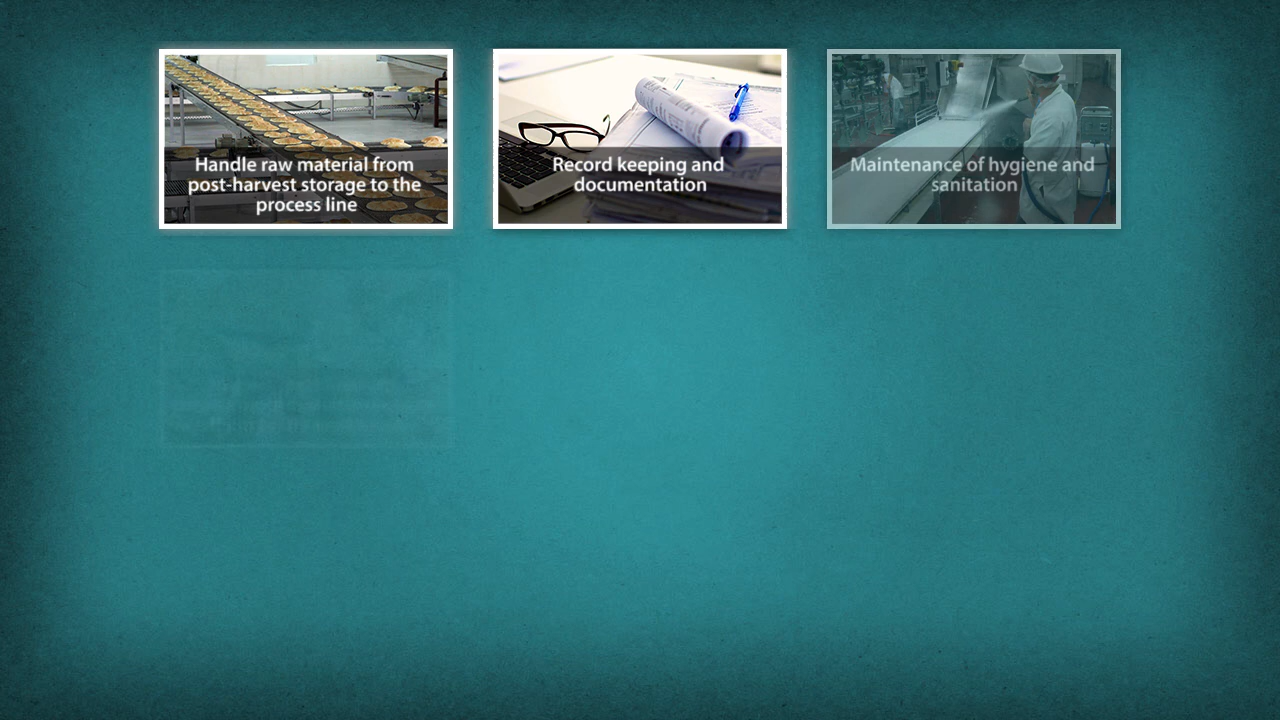 Handle raw material from
post-harvest storage to the
process line
Record keeping and
documentation
Maintenance of hygiene and
sanitation